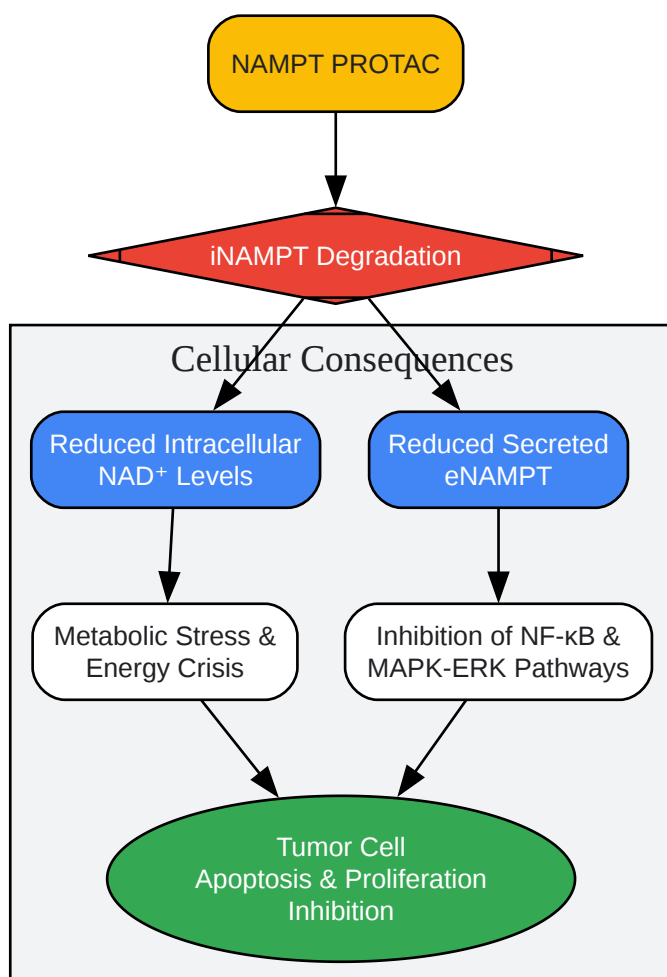 NAMPT PROTAC
iNAMPT Degradation
Cellular Consequences
Reduced Intracellular
NAD⁺ Levels
Reduced Secreted
eNAMPT
Metabolic Stress &
Energy Crisis
Inhibition of NF-κB &
MAPK-ERK Pathways
Tumor Cell
Apoptosis & Proliferation
Inhibition